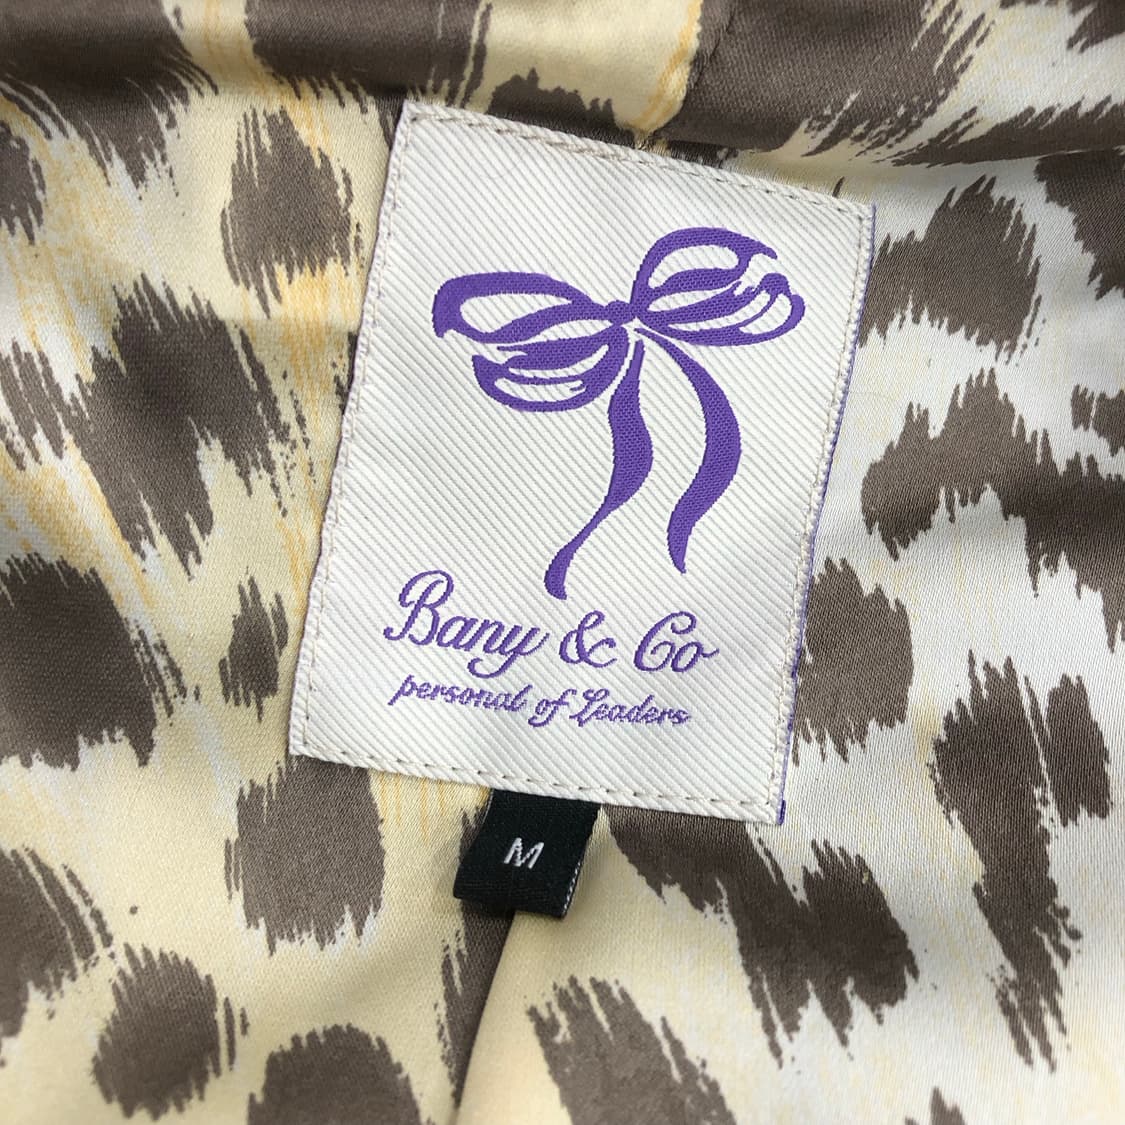 Bany & Co
personal of Leaders
M